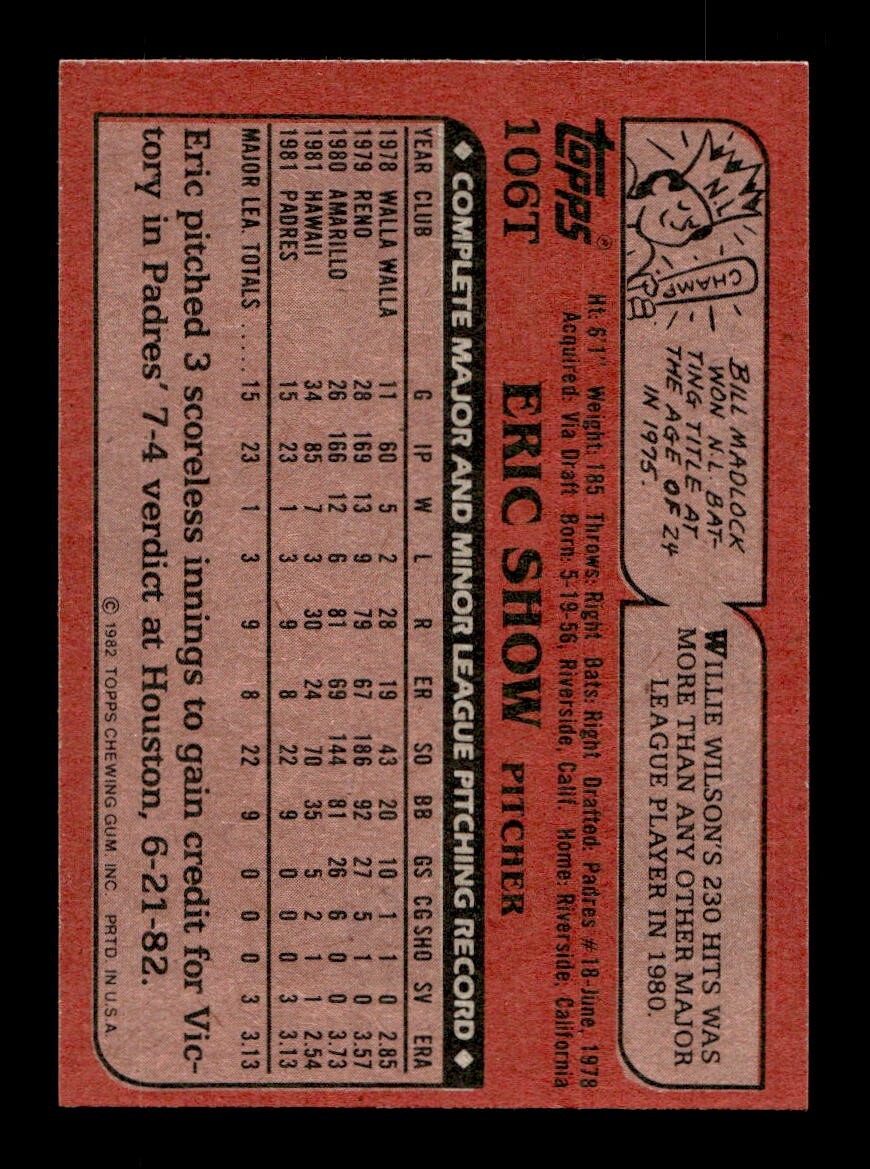 N.L.
CHAMP
BILL MADLOCK
WON N.L. BAT-
TING TITLE AT
THE AGE OF 24
IN 1975.
WILLIE WILSON'S 230 HITS WAS
MORE THAN ANY OTHER MAJOR
LEAGUE PLAYER IN 1980.
topps®
106T
Ht: 6'1" Weight: 185 Throws: Right Bats: Right Drafted: Padres #18-June, 1978
Acquired: Via Draft Born: 5-19-56, Riverside, Calif. Home: Riverside, California
ERIC SHOW PITCHER
◆ COMPLETE MAJOR AND MINOR LEAGUE PITCHING RECORD ◆
YEAR CLUB G IP W L R ER SO BB GS CG SHO SV ERA
1978 WALLA WALLA 11 60 5 2 28 19 43 20 10 1 1 0 2.85
1979 RENO 28 169 13 9 79 67 186 92 27 5 1 0 3.57
1980 AMARILLO 26 166 12 6 81 69 144 81 26 6 0 0 3.73
1981 HAWAII 34 85 7 3 30 24 70 35 5 2 1 1 2.54
1981 PADRES 15 23 1 3 9 8 22 9 0 0 0 3 3.13
MAJOR LEA. TOTALS ..... 15 23 1 3 9 8 22 9 0 0 0 3 3.13
Eric pitched 3 scoreless innings to gain credit for Vic-
tory in Padres' 7-4 verdict at Houston, 6-21-82.
© 1982 TOPPS CHEWING GUM, INC. PRTD. IN U.S.A.